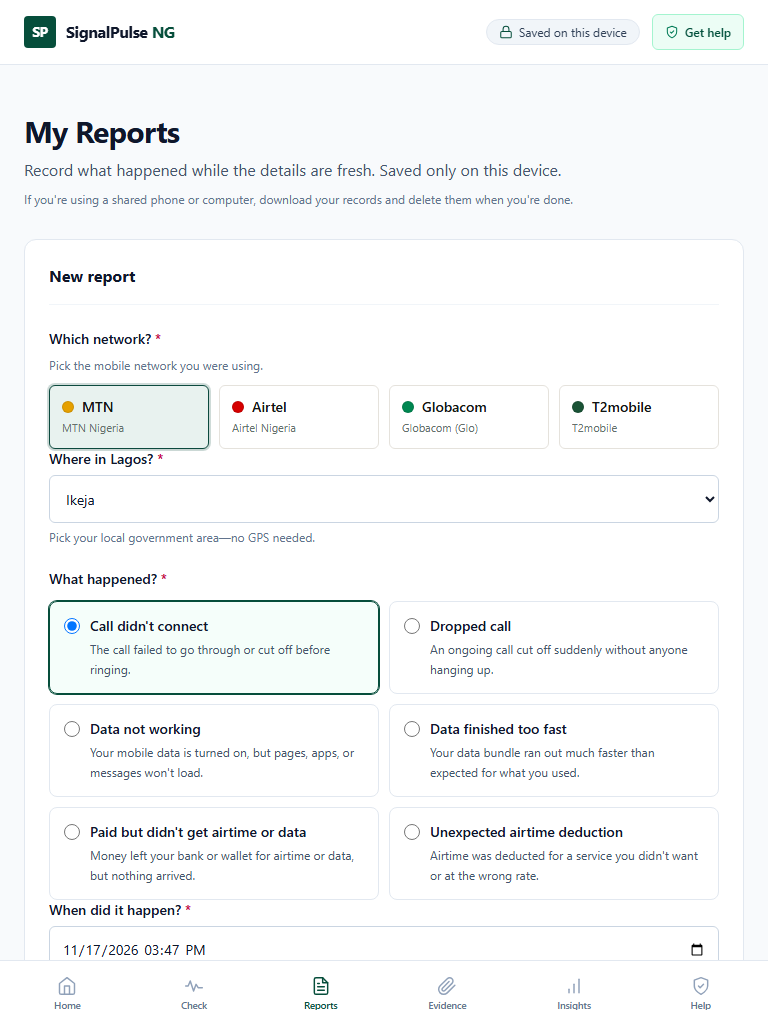 SP
SignalPulse NG
Saved on this device
Get help
My Reports
Record what happened while the details are fresh. Saved only on this device.
If you're using a shared phone or computer, download your records and delete them when you're done.
New report
Which network? *
Pick the mobile network you were using.
MTN
MTN Nigeria
Airtel
Airtel Nigeria
Globacom
Globacom (Glo)
T2mobile
T2mobile
Where in Lagos? *
Ikeja
Pick your local government area—no GPS needed.
What happened? *
Call didn't connect
The call failed to go through or cut off before
ringing.
Dropped call
An ongoing call cut off suddenly without anyone
hanging up.
Data not working
Your mobile data is turned on, but pages, apps, or
messages won't load.
Data finished too fast
Your data bundle ran out much faster than
expected for what you used.
Paid but didn't get airtime or data
Money left your bank or wallet for airtime or data,
but nothing arrived.
Unexpected airtime deduction
Airtime was deducted for a service you didn't want
or at the wrong rate.
When did it happen? *
11/17/2026 03:47 PM
Home
Check
Reports
Evidence
Insights
Help